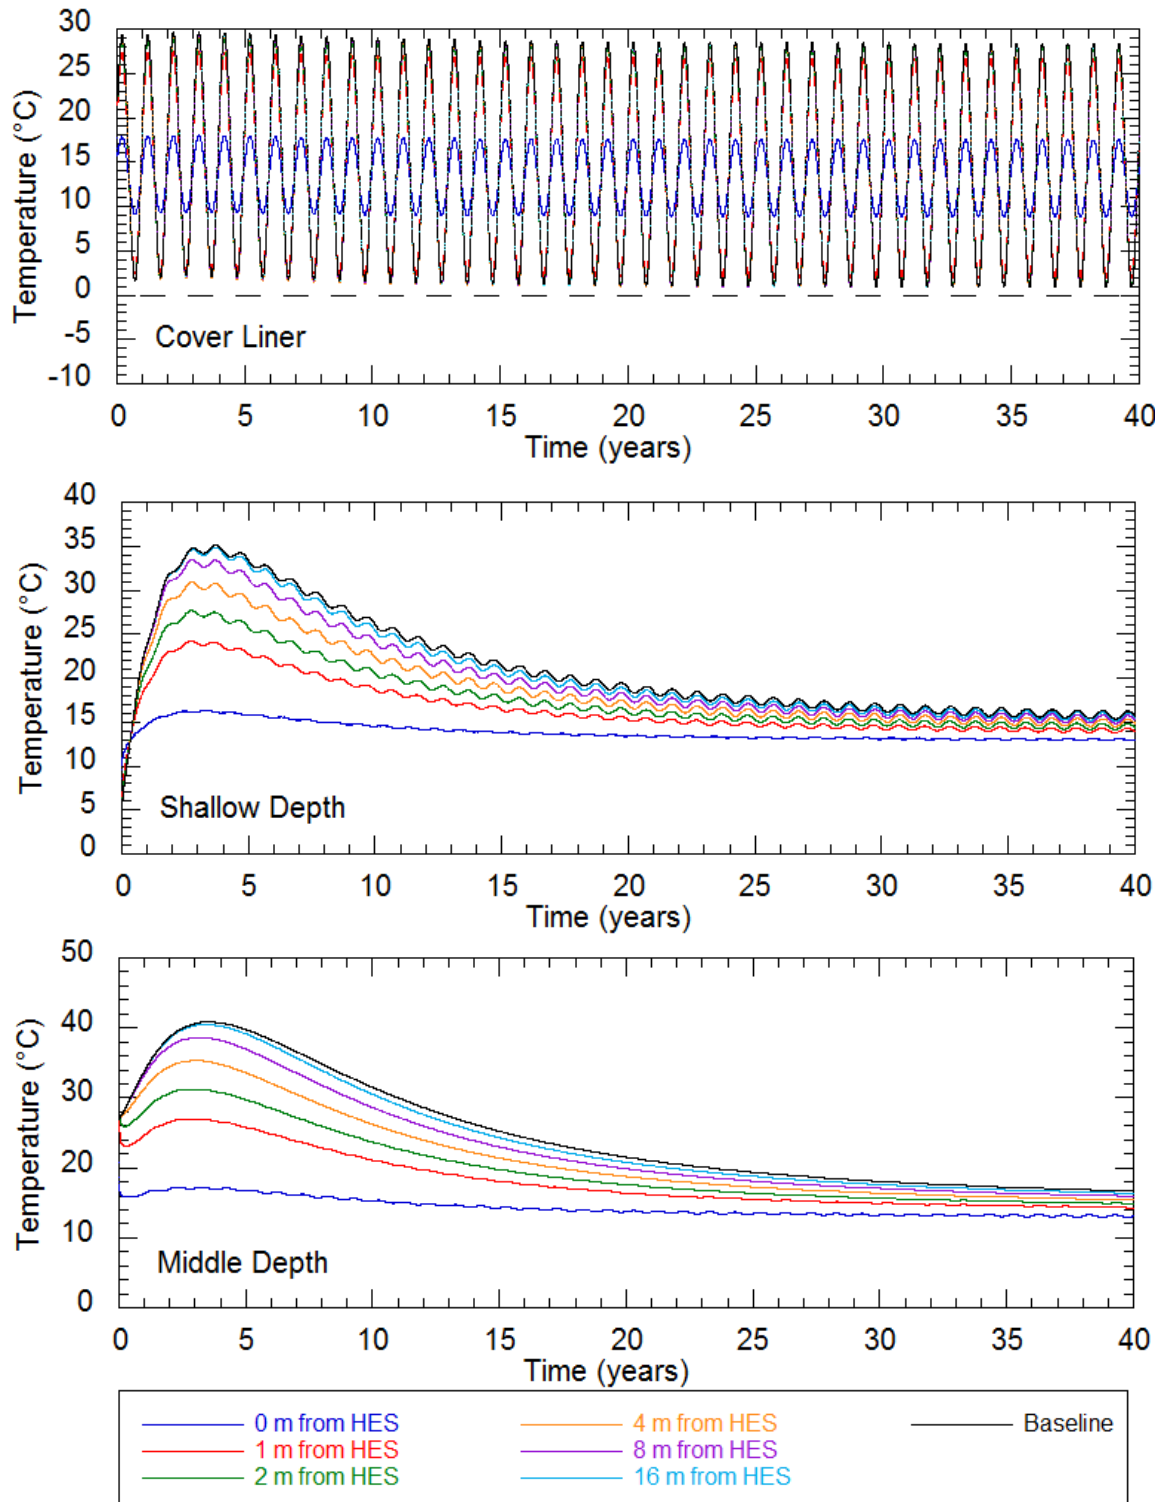 30
25
20
15
10
5
0
-5
-10
Temperature (°C)
Cover Liner
0 5 10 15 20 25 30 35 40
Time (years)
40
35
30
25
20
15
10
5
0
Temperature (°C)
Shallow Depth
0 5 10 15 20 25 30 35 40
Time (years)
50
40
30
20
10
0
Temperature (°C)
Middle Depth
0 5 10 15 20 25 30 35 40
Time (years)
0 m from HES 4 m from HES Baseline
1 m from HES 8 m from HES
2 m from HES 16 m from HES